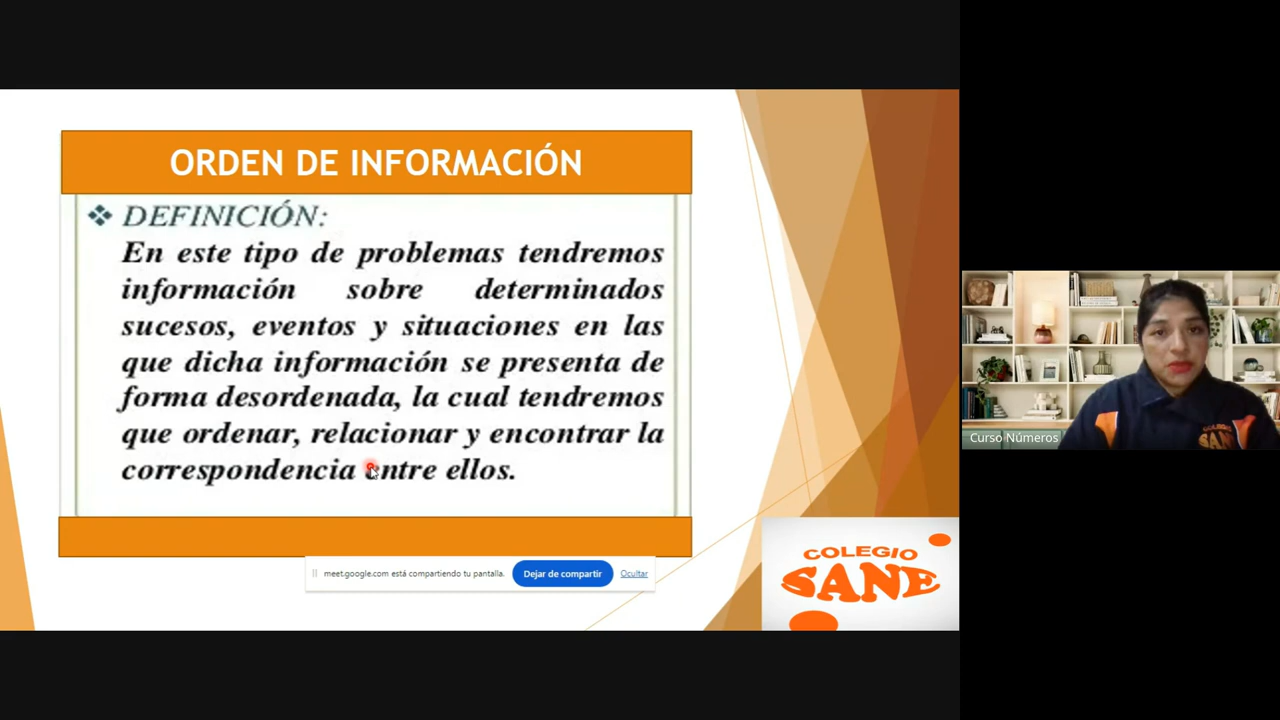 ORDEN DE INFORMACIÓN
❖ DEFINICIÓN:
En este tipo de problemas tendremos
información sobre determinados
sucesos, eventos y situaciones en las
que dicha información se presenta de
forma desordenada, la cual tendremos
que ordenar, relacionar y encontrar la
correspondencia entre ellos.
meet.google.com está compartiendo tu pantalla. Dejar de compartir Ocultar
COLEGIO
SANE
Curso Números
COLEGIO
SANE